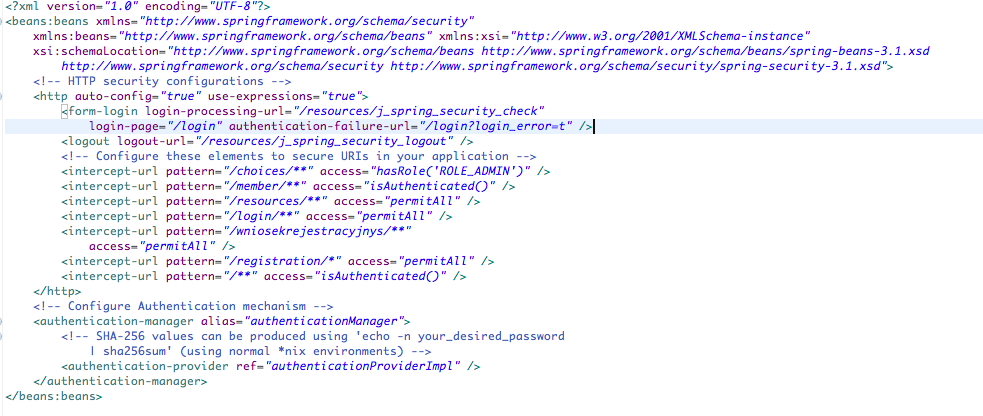 <?xml version="1.0" encoding="UTF-8"?>
<beans:beans xmlns="http://www.springframework.org/schema/security"
    xmlns:beans="http://www.springframework.org/schema/beans" xmlns:xsi="http://www.w3.org/2001/XMLSchema-instance"
    xsi:schemaLocation="http://www.springframework.org/schema/beans http://www.springframework.org/schema/beans/spring-beans-3.1.xsd
        http://www.springframework.org/schema/security http://www.springframework.org/schema/security/spring-security-3.1.xsd">
    <!-- HTTP security configurations -->
    <http auto-config="true" use-expressions="true">
        <form-login login-processing-url="/resources/j_spring_security_check"
            login-page="/login" authentication-failure-url="/login?login_error=t" />
        <logout logout-url="/resources/j_spring_security_logout" />
        <!-- Configure these elements to secure URIs in your application -->
        <intercept-url pattern="/choices/**" access="hasRole('ROLE_ADMIN')" />
        <intercept-url pattern="/member/**" access="isAuthenticated()" />
        <intercept-url pattern="/resources/**" access="permitAll" />
        <intercept-url pattern="/login/**" access="permitAll" />
        <intercept-url pattern="/wniosekrejestracyjnys/**"
            access="permitAll" />
        <intercept-url pattern="/registration/*" access="permitAll" />
        <intercept-url pattern="/**" access="isAuthenticated()" />
    </http>
    <!-- Configure Authentication mechanism -->
    <authentication-manager alias="authenticationManager">
        <!-- SHA-256 values can be produced using 'echo -n your_desired_password
            | sha256sum' (using normal *nix environments) -->
        <authentication-provider ref="authenticationProviderImpl" />
    </authentication-manager>
</beans:beans>